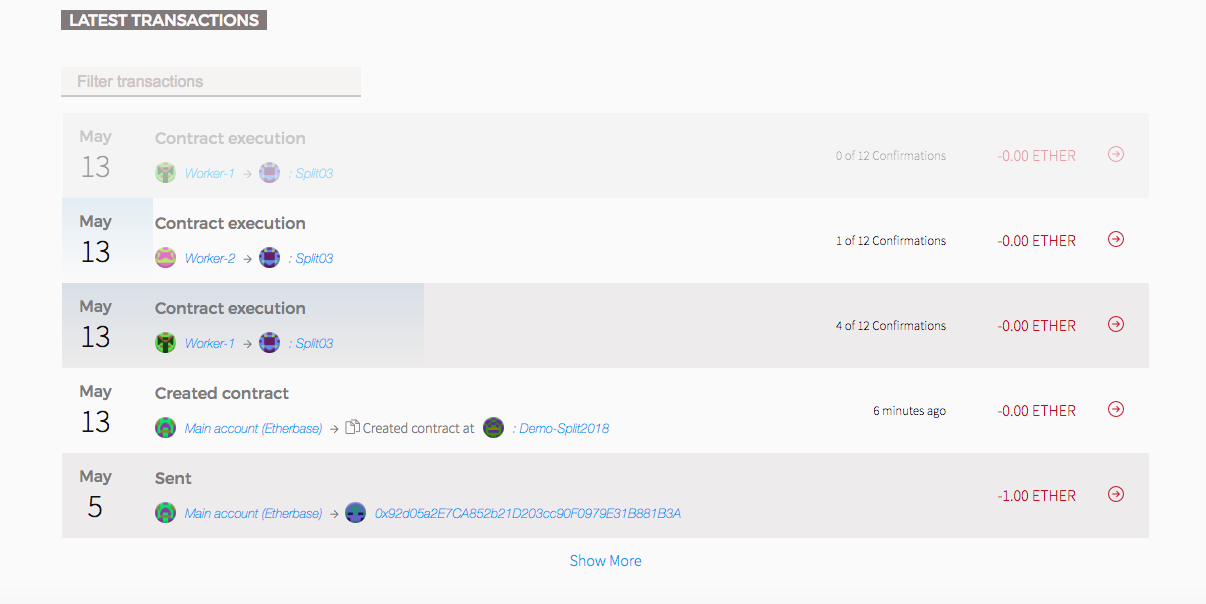 LATEST TRANSACTIONS
Filter transactions
May
13
Contract execution
Worker-1 → : Split03
0 of 12 Confirmations
-0.00 ETHER
May
13
Contract execution
Worker-2 → : Split03
1 of 12 Confirmations
-0.00 ETHER
May
13
Contract execution
Worker-1 → : Split03
4 of 12 Confirmations
-0.00 ETHER
May
13
Created contract
Main account (Etherbase) → Created contract at : Demo-Split2018
6 minutes ago
-0.00 ETHER
May
5
Sent
Main account (Etherbase) → 0x92d05a2E7CA852b21D203cc90F0979E31B881B3A
-1.00 ETHER
Show More